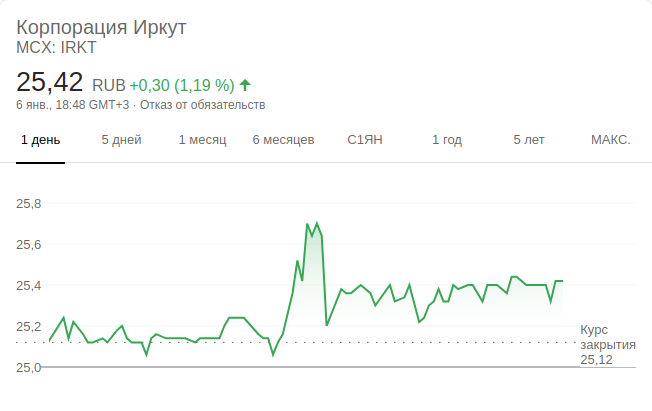 Корпорация Иркут
MCX: IRKT
25,42 RUB +0,30 (1,19 %)
6 янв., 18:48 GMT+3 · Отказ от обязательств
1 день 5 дней 1 месяц 6 месяцев С1ЯН 1 год 5 лет МАКС.
25,8
25,6
25,4
25,2
25,0
Курс
закрытия
25,12